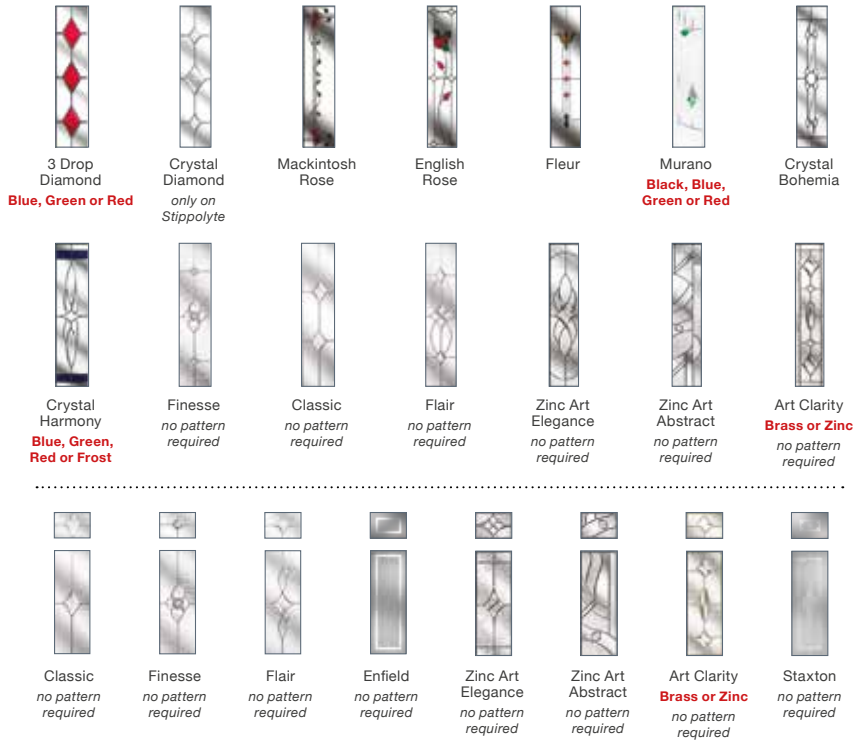 3 Drop
Diamond
Blue, Green or Red
Crystal
Diamond
only on
Stippolyte
Mackintosh
Rose
English
Rose
Fleur
Murano
Black, Blue,
Green or Red
Crystal
Bohemia
Crystal
Harmony
Blue, Green,
Red or Frost
Finesse
no pattern
required
Classic
no pattern
required
Flair
no pattern
required
Zinc Art
Elegance
no pattern
required
Zinc Art
Abstract
no pattern
required
Art Clarity
Brass or Zinc
no pattern
required
Classic
no pattern
required
Finesse
no pattern
required
Flair
no pattern
required
Enfield
no pattern
required
Zinc Art
Elegance
no pattern
required
Zinc Art
Abstract
no pattern
required
Art Clarity
Brass or Zinc
no pattern
required
Staxton
no pattern
required